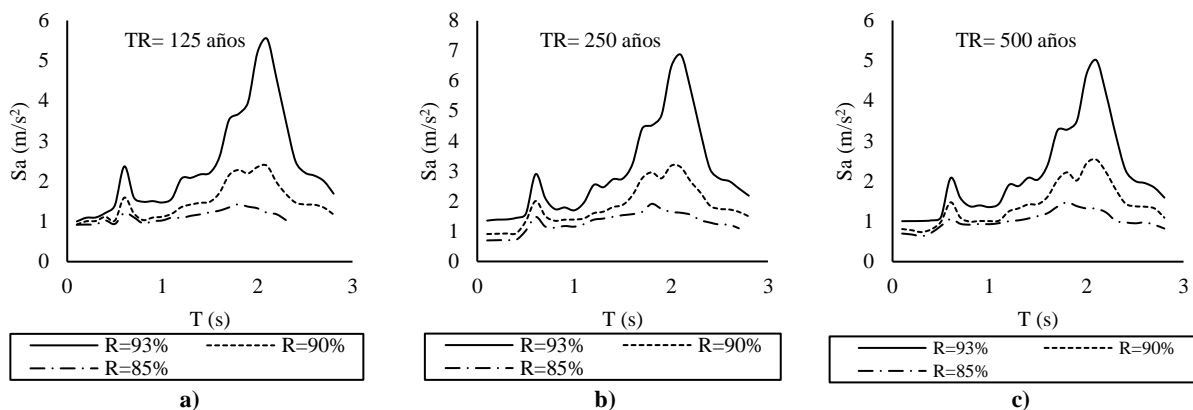 TR= 125 años
Sa (m/s²)
6
5
4
3
2
1
0
0 1 2 3
T (s)
R=93% R=90%
R=85%
a)
TR= 250 años
Sa (m/s²)
8
7
6
5
4
3
2
1
0
0 1 2 3
T (s)
R=93% R=90%
R=85%
b)
TR= 500 años
Sa (m/s²)
6
5
4
3
2
1
0
0 1 2 3
T (s)
R=93% R=90%
R=85%
c)